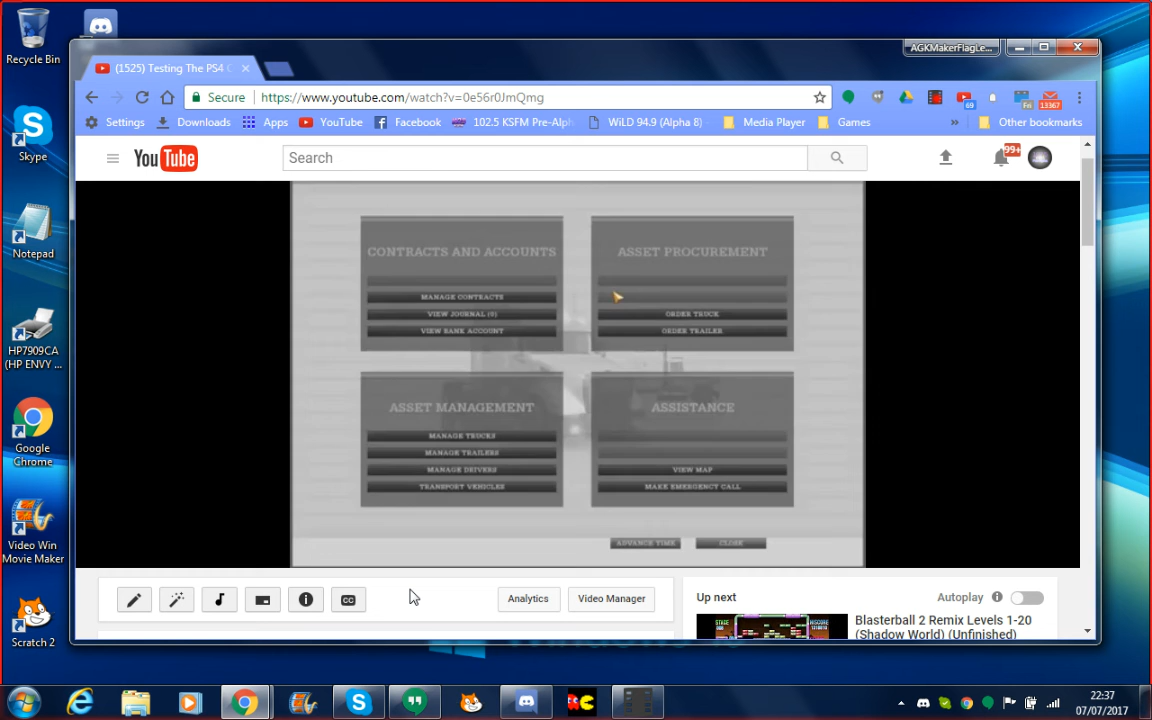 Recycle Bin
Skype
Notepad
HP7909CA
(HP ENVY ...
Google
Chrome
Video Win
Movie Maker
Scratch 2
AGKMakerFlagLe...
(1525) Testing The PS4 C
Secure
https://www.youtube.com/watch?v=0e56r0JmQmg
69
Fri
13367
Settings
Downloads
Apps
YouTube
Facebook
102.5 KSFM Pre-Alph
WiLD 94.9 (Alpha 8)
Media Player
Games
»
Other bookmarks
YouTube
Search
99+
CONTRACTS AND ACCOUNTS
MANAGE CONTRACTS
VIEW JOURNAL (0)
VIEW BANK ACCOUNT
ASSET PROCUREMENT
ORDER TRUCK
ORDER TRAILER
ASSET MANAGEMENT
MANAGE TRUCKS
MANAGE TRAILERS
MANAGE DRIVERS
TRANSPORT VEHICLES
ASSISTANCE
VIEW MAP
MAKE EMERGENCY CALL
ADVANCE TIME
CLOSE
CC
Analytics
Video Manager
Up next
Autoplay
Blasterball 2 Remix Levels 1-20
(Shadow World) (Unfinished)
22:37
07/07/2017